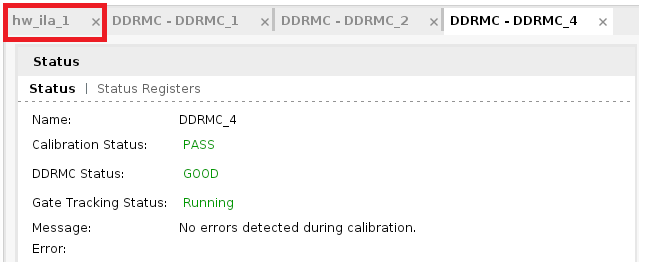 hw_ila_1 × DDRMC - DDRMC_1 × DDRMC - DDRMC_2 × DDRMC - DDRMC_4 ×
Status
Status | Status Registers
Name: DDRMC_4
Calibration Status: PASS
DDRMC Status: GOOD
Gate Tracking Status: Running
Message: No errors detected during calibration.
Error: